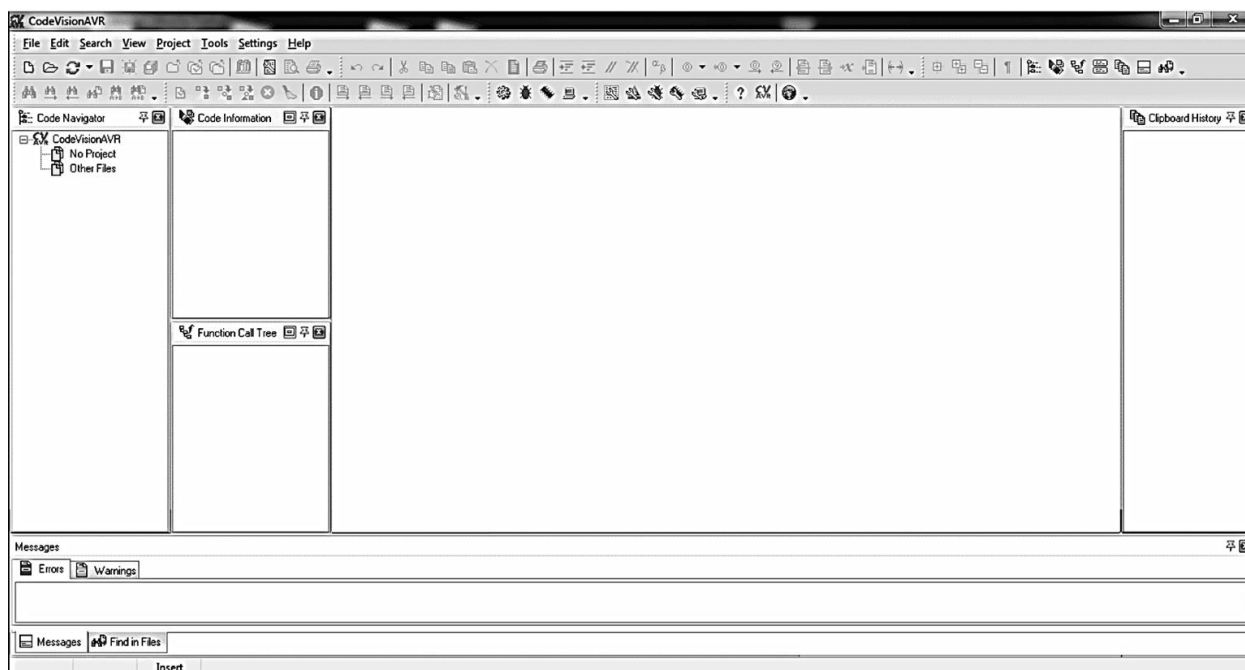 CodeVisionAVR
File Edit Search View Project Tools Settings Help
Code Navigator
Code Information
Clipboard History
CodeVisionAVR
No Project
Other Files
Function Call Tree
Messages
Errors Warnings
Messages Find in Files
Insert